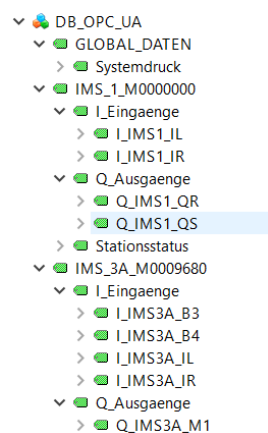 DB_OPC_UA
GLOBAL_DATEN
Systemdruck
IMS_1_M0000000
I_Eingaenge
I_IMS1_IL
I_IMS1_IR
Q_Ausgaenge
Q_IMS1_QR
Q_IMS1_QS
Stationsstatus
IMS_3A_M0009680
I_Eingaenge
I_IMS3A_B3
I_IMS3A_B4
I_IMS3A_IL
I_IMS3A_IR
Q_Ausgaenge
Q_IMS3A_M1